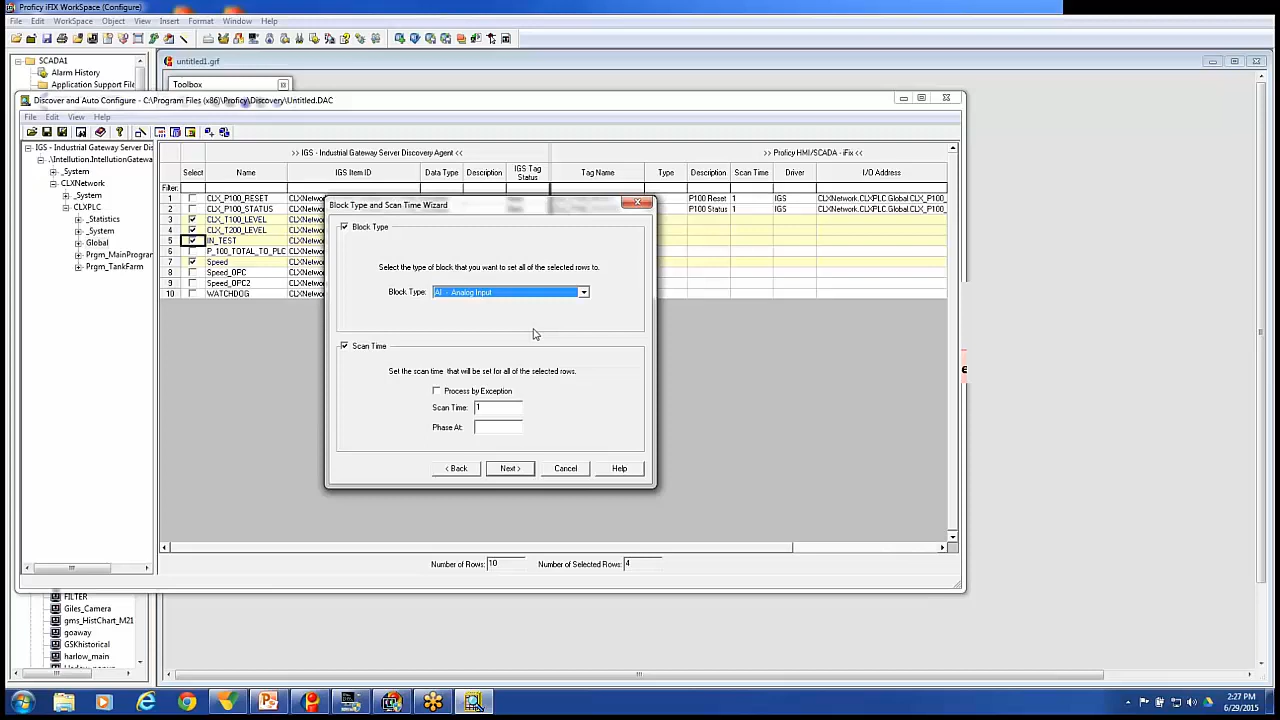 Proficy iFIX WorkSpace (Configure)
File Edit WorkSpace Object View Insert Format Window Help
SCADA1
Alarm History
Application Support Files
untitled1.grf
Toolbox
Discover and Auto Configure - C:\Program Files (x86)\Proficy\Discovery\Untitled.DAC
File Edit View Help
IGS - Industrial Gateway Server Dis
\\Intellution.IntellutionGatewa
_System
CLXNetwork
_System
CLXPLC
_Statistics
_System
Global
Prgm_MainProgram
Prgm_TankFarm
>> IGS - Industrial Gateway Server Discovery Agent << >> Proficy HMI/SCADA - iFix <<
Select Name IGS Item ID Data Type Description IGS Tag Status Tag Name Type Description Scan Time Driver I/O Address
Filter:
1 CLX_P100_RESET CLXNetwo P100 Reset 1 IGS CLXNetwork.CLXPLC.Global.CLX_P100_
2 CLX_P100_STATUS CLXNetwo P100 Status 1 IGS CLXNetwork.CLXPLC.Global.CLX_P100_
3 CLX_T100_LEVEL CLXNetwo
4 CLX_T200_LEVEL CLXNetwo
5 IN_TEST CLXNetwo
6 P_100_TOTAL_TO_PLC CLXNetwo
7 Speed CLXNetwo
8 Speed_OPC CLXNetwo
9 Speed_OPC2 CLXNetwo
10 WATCHDOG CLXNetwo
Block Type and Scan Time Wizard
Block Type
Select the type of block that you want to set all of the selected rows to.
Block Type: AI - Analog Input
Scan Time
Set the scan time that will be set for all of the selected rows.
Process by Exception
Scan Time: 1
Phase At:
< Back Next > Cancel Help
Number of Rows: 10 Number of Selected Rows: 4
FILTER
Giles_Camera
gms_HistChart_M21
goaway
GSKhistorical
harlow_main
2:27 PM
6/29/2015